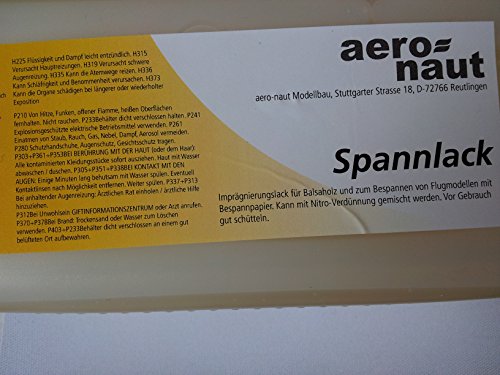 H225 Flüssigkeit und Dampf leicht entzündlich. H315
Verursacht Hautreizungen. H319 Verursacht schwere
Augenreizung. H335 Kann die Atemwege reizen. H336
Kann Schläfrigkeit und Benommenheit verursachen. H373
Kann die Organe schädigen bei längerer oder wiederholter
Exposition
P210 Von Hitze, Funken, offener Flamme, heißen Oberflächen
fernhalten. Nicht rauchen. P233Behälter dicht verschlossen halten. P241
Explosionsgeschützte elektrische Betriebsmittel verwenden. P261
Einatmen von Staub, Rauch, Gas, Nebel, Dampf, Aerosol vermeiden.
P280 Schutzhandschuhe, Augenschutz, Gesichtsschutz tragen.
P303+P361+P353BEI BERÜHRUNG MIT DER HAUT (oder dem Haar):
Alle kontaminierten Kleidungsstücke sofort ausziehen. Haut mit Wasser
abwaschen / duschen. P305+P351+P338BEI KONTAKT MIT DEN
AUGEN: Einige Minuten lang behutsam mit Wasser spülen. Eventuell
Kontaktlinsen nach Möglichkeit entfernen. Weiter spülen. P337+P313
Bei anhaltender Augenreizung: Ärztlichen Rat einholen / ärztliche Hilfe
hinzuziehen.
P312Bei Unwohlsein GIFTINFORMATIONSZENTRUM oder Arzt anrufen.
P370+P378Bei Brand: Trockensand oder Wasser zum Löschen
verwenden. P403+P233Behälter dicht verschlossen an einem gut
belüfteten Ort aufbewahren.
aero-
naut
aero-naut Modellbau, Stuttgarter Strasse 18, D-72766 Reutlingen
Spannlack
Imprägnierungslack für Balsaholz und zum Bespannen von Flugmodellen mit
Bespannpapier. Kann mit Nitro-Verdünnung gemischt werden. Vor Gebrauch
gut schütteln.